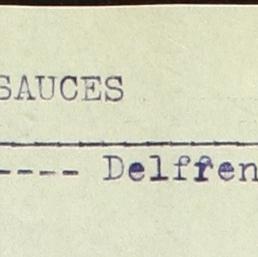 SAUCES
---- Delffen